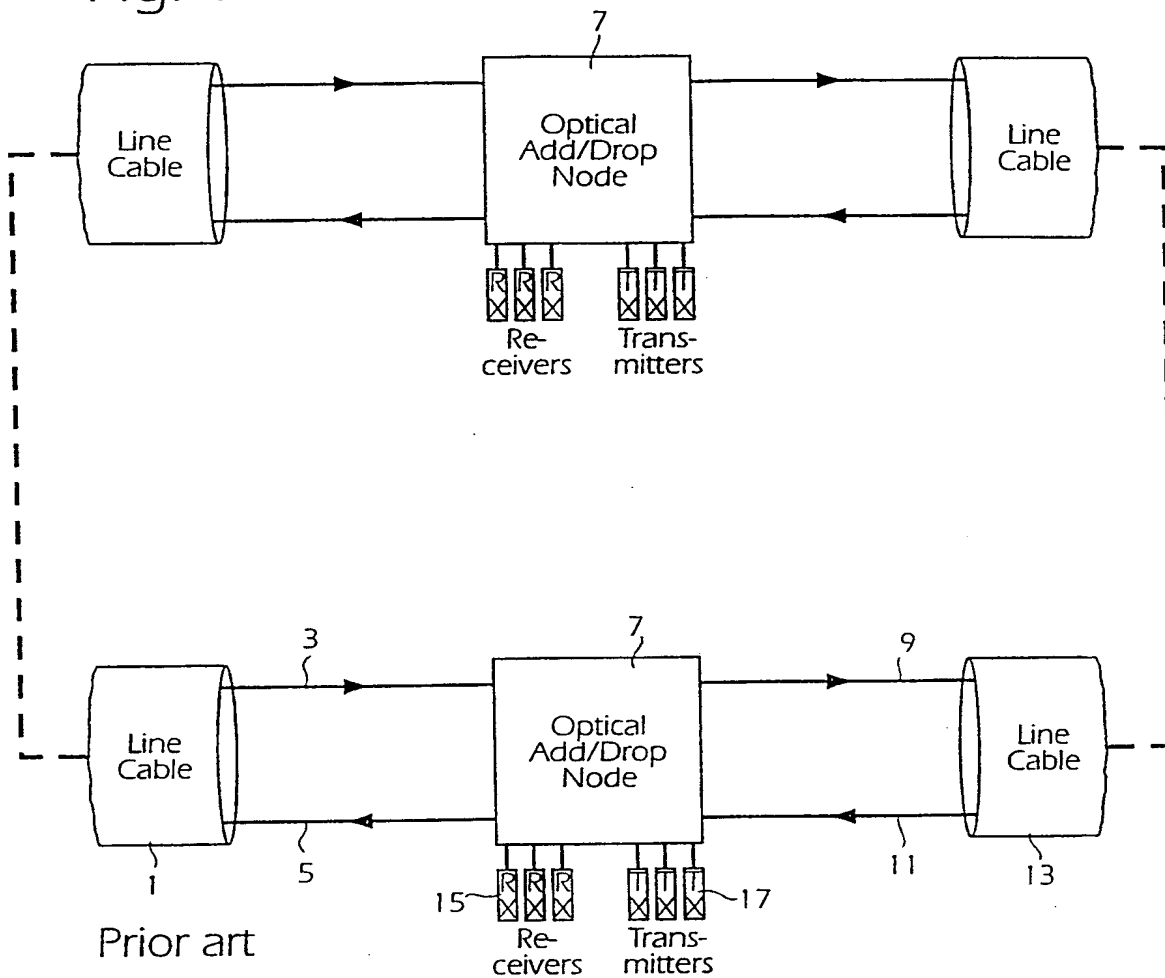 7
Line
Cable
Optical
Add/Drop
Node
Line
Cable
R R R
T T T
Re-
ceivers
Trans-
mitters
3
7
9
Line
Cable
Optical
Add/Drop
Node
Line
Cable
1
5
11
13
15
R R R
T T T
17
Prior art
Re-
ceivers
Trans-
mitters